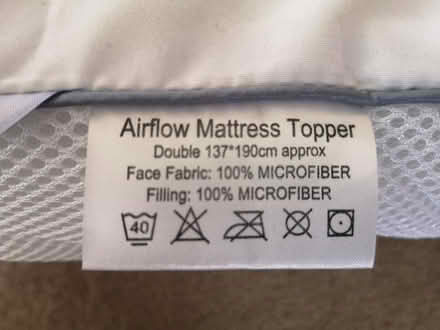 Airflow Mattress Topper
Double 137*190cm approx
Face Fabric: 100% MICROFIBER
Filling: 100% MICROFIBER
40